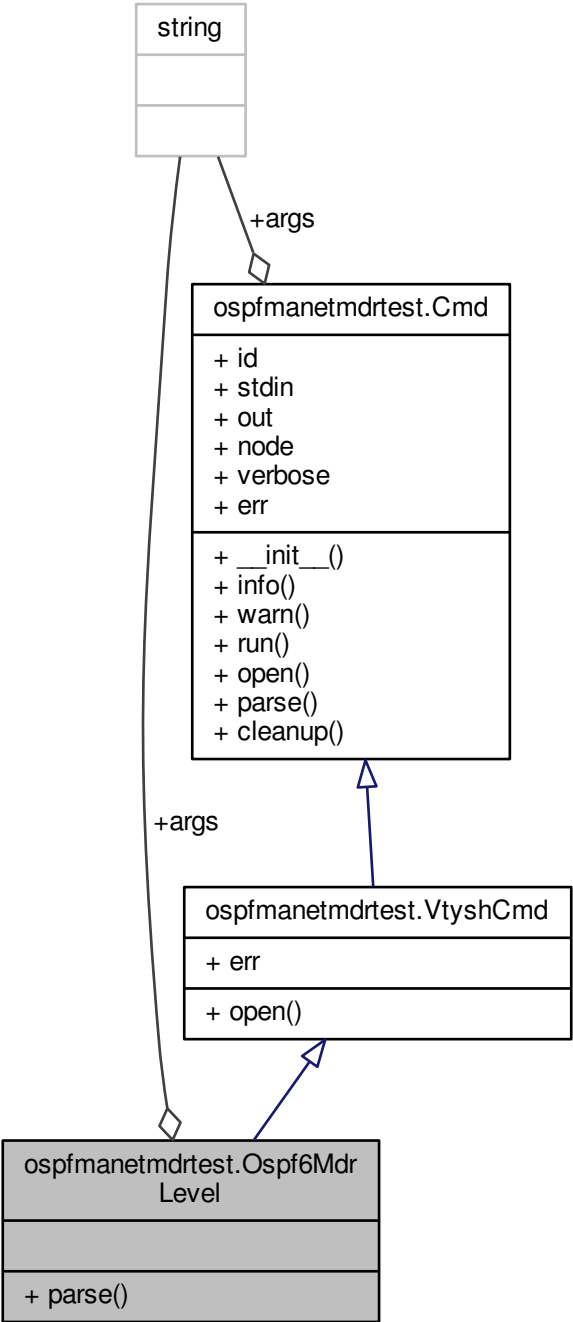 string
+args
ospfmanetmdrtest.Cmd
+ id
+ stdin
+ out
+ node
+ verbose
+ err
+ __init__()
+ info()
+ warn()
+ run()
+ open()
+ parse()
+ cleanup()
+args
ospfmanetmdrtest.VtyshCmd
+ err
+ open()
ospfmanetmdrtest.Ospf6Mdr
Level
+ parse()